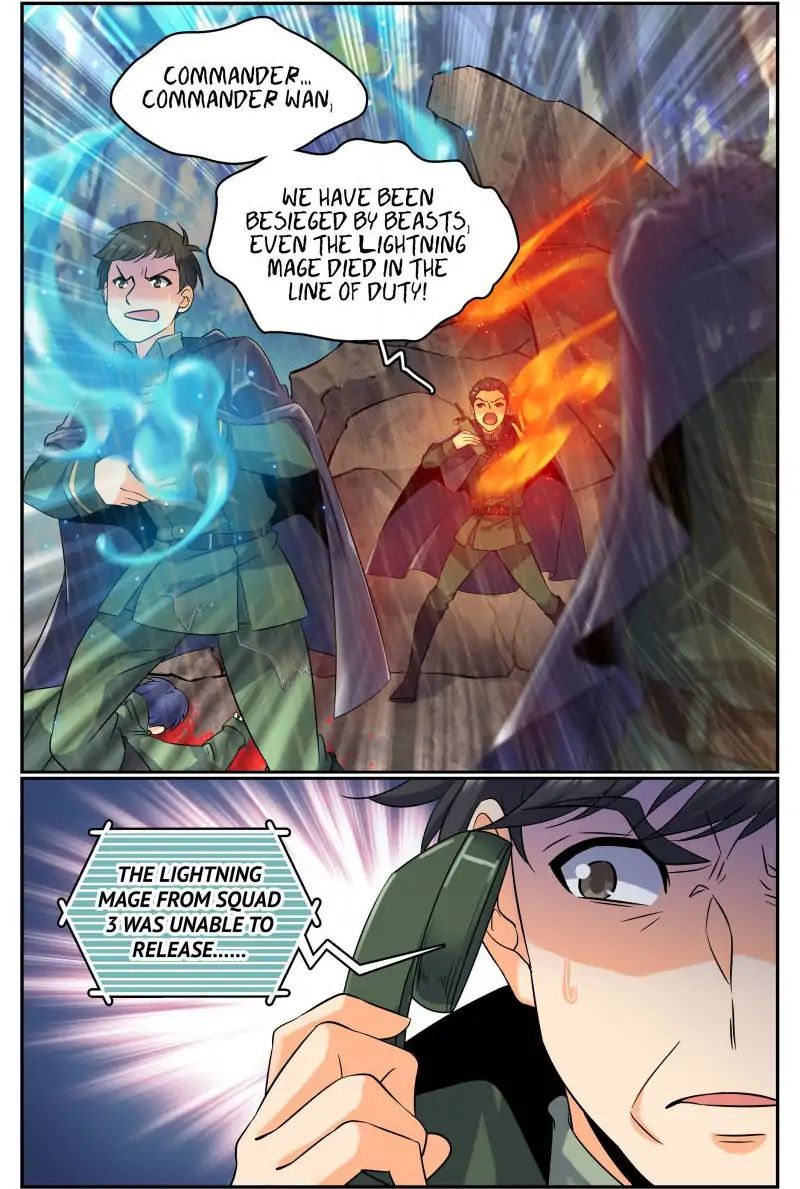 COMMANDER...
COMMANDER WAN,
WE HAVE BEEN
BESIEGED BY BEASTS,
EVEN THE LIGHTNING
MAGE DIED IN THE
LINE OF DUTY!
THE LIGHTNING
MAGE FROM SQUAD
3 WAS UNABLE TO
RELEASE......